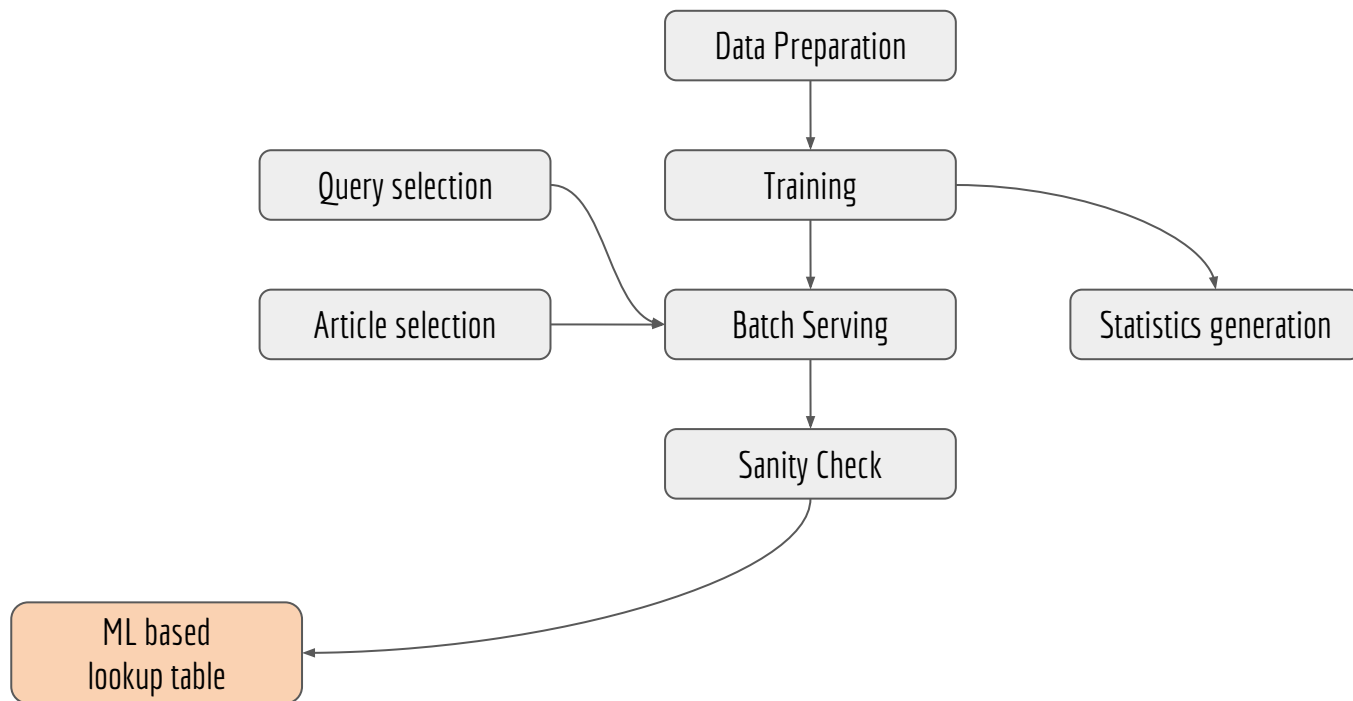 Data Preparation
Query selection
Training
Article selection
Batch Serving
Statistics generation
Sanity Check
ML based
lookup table